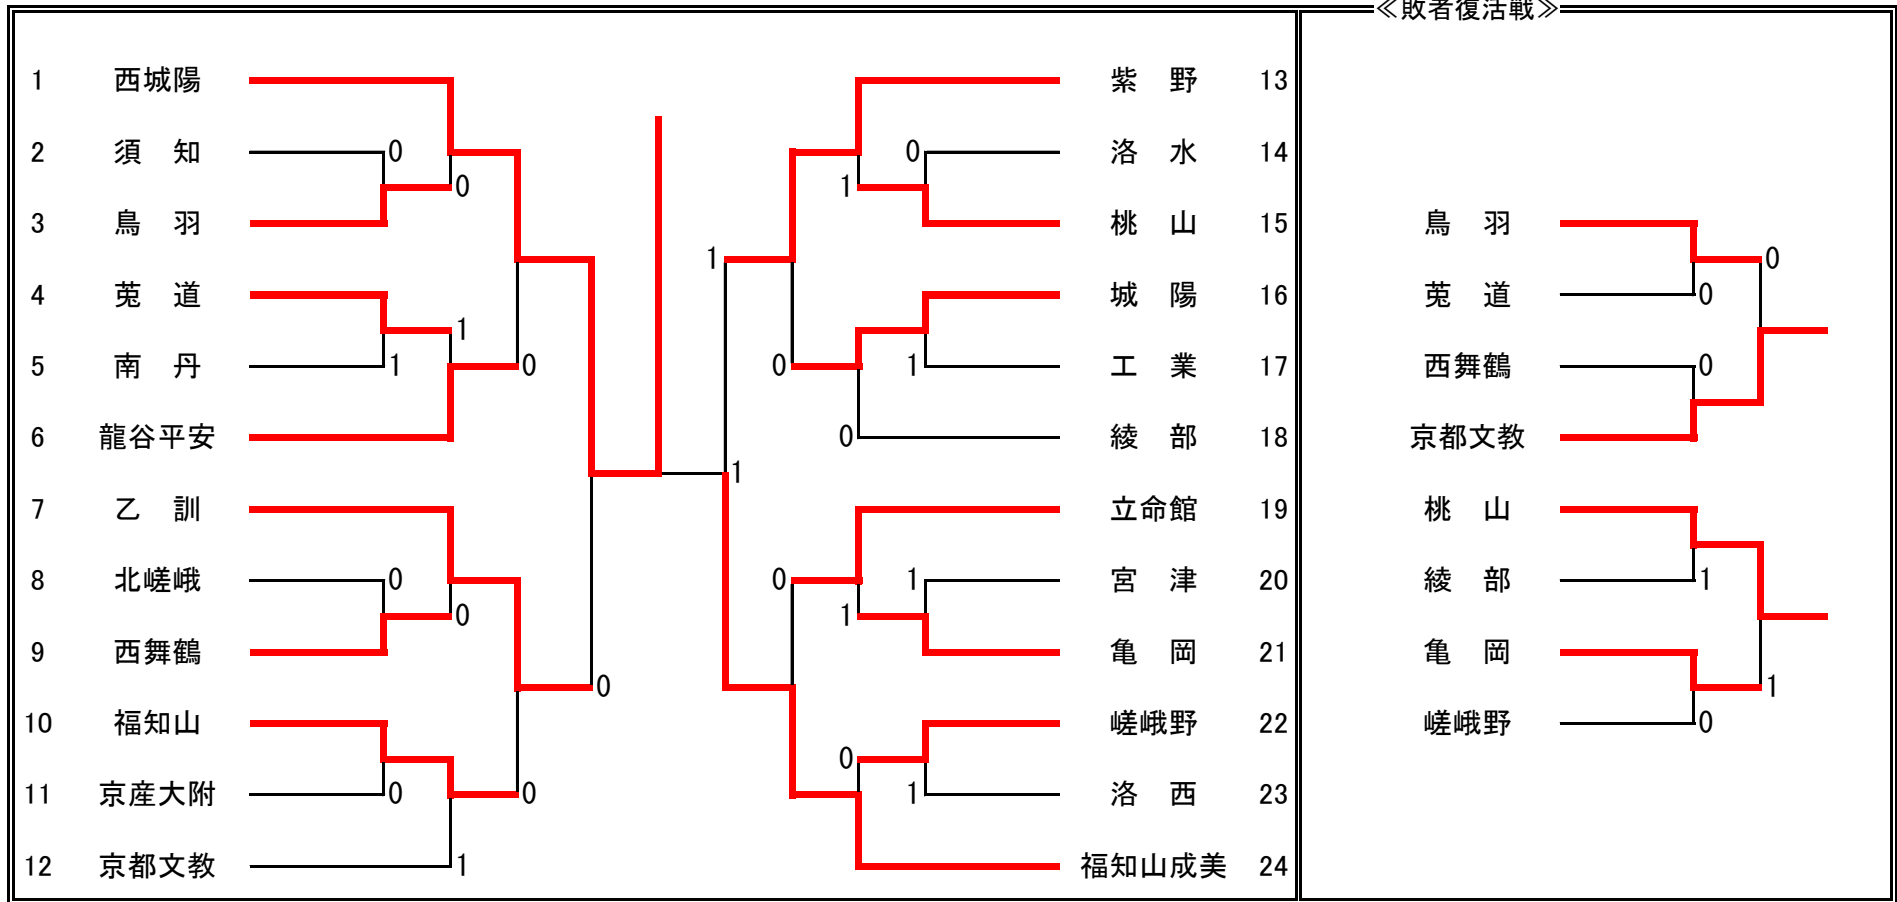 ≪敗者復活戦≫
1 西城陽 紫　野 13
2 須　知 0 0 洛　水 14
0 1
3 鳥　羽 桃　山 15 鳥　羽
1 0
4 莵　道 城　陽 16 莵　道 0
1
5 南　丹 1 0 0 1 工　業 17 西舞鶴 0
6 龍谷平安 0 綾　部 18 京都文教
1
7 乙　訓 立命館 19 桃　山
8 北嵯峨 0 0 1 宮　津 20 綾　部 1
0 1
9 西舞鶴 亀　岡 21 亀　岡
0 1
10 福知山 嵯峨野 22 嵯峨野 0
0
11 京産大附 0 0 1 洛　西 23
12 京都文教 1 福知山成美 24